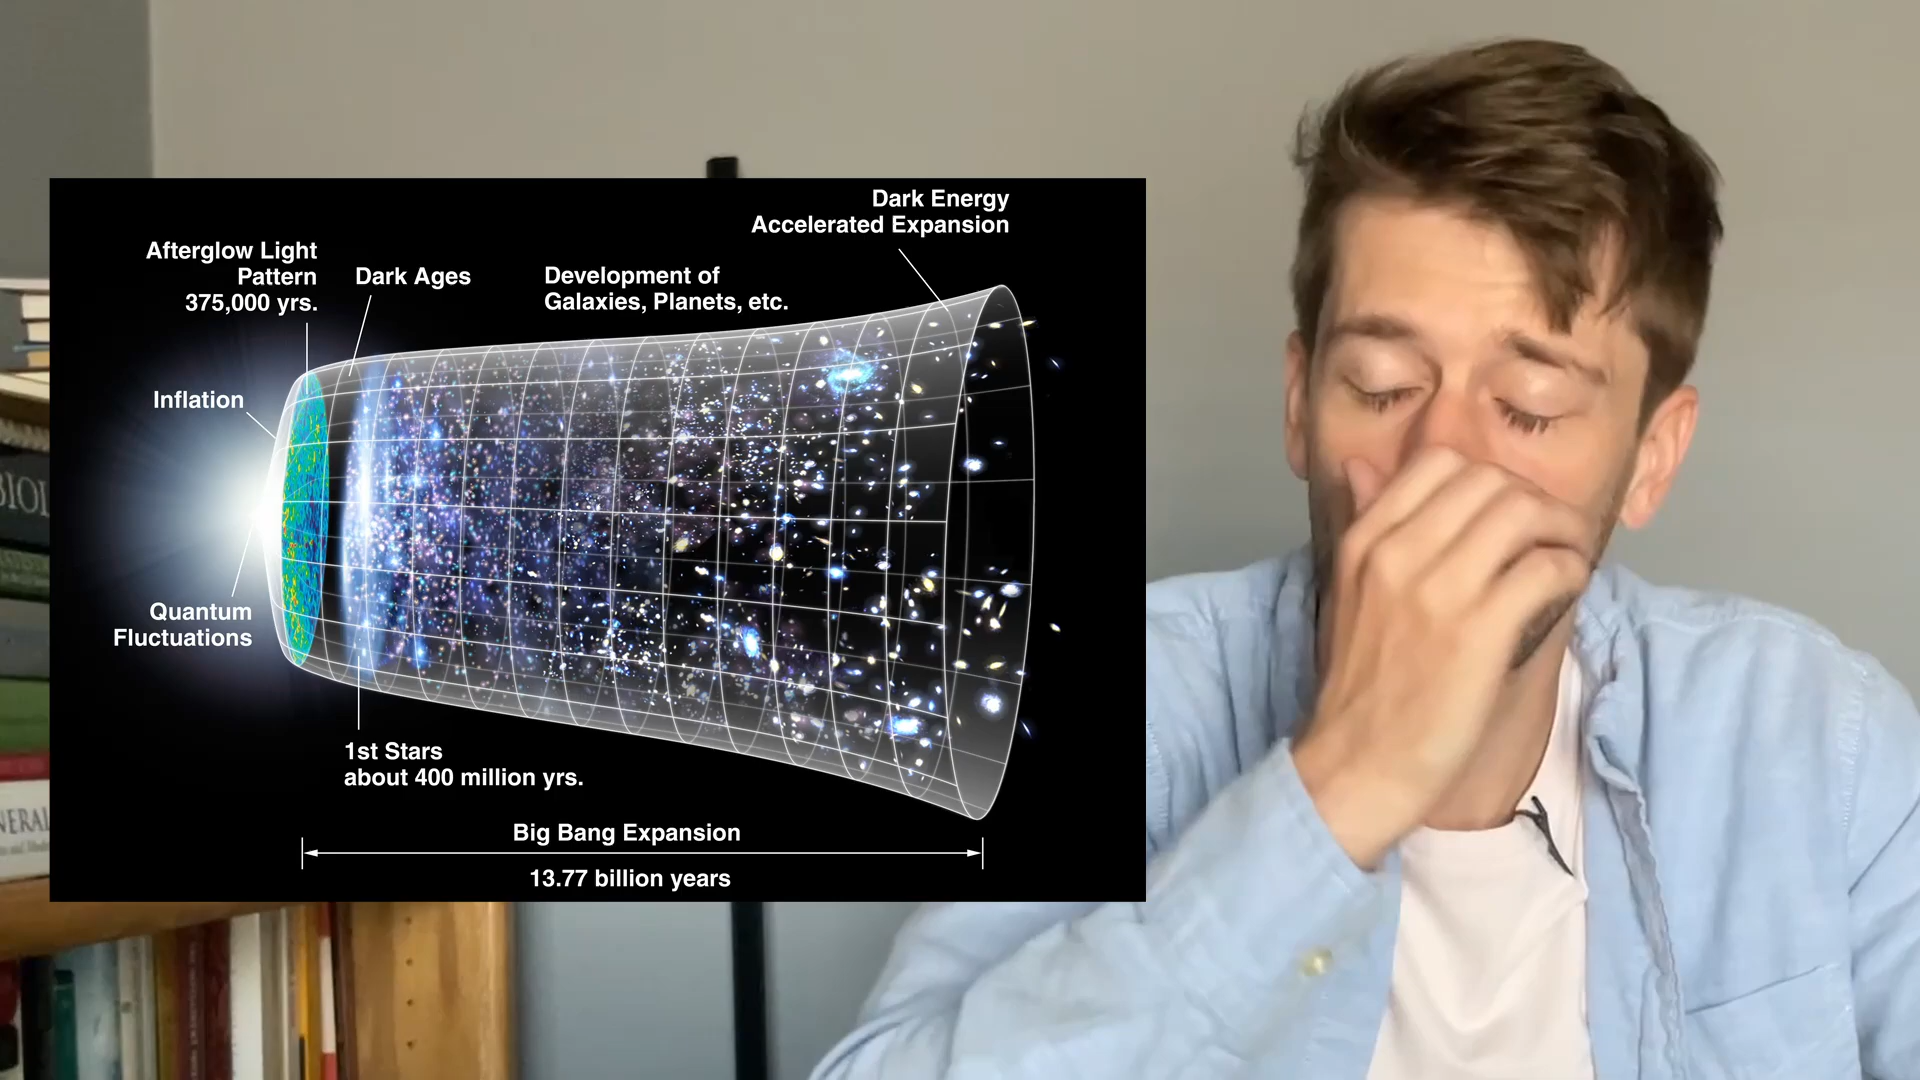 Dark Energy
Accelerated Expansion
Afterglow Light
Pattern
375,000 yrs.
Dark Ages
Development of
Galaxies, Planets, etc.
Inflation
Quantum
Fluctuations
1st Stars
about 400 million yrs.
Big Bang Expansion
13.77 billion years